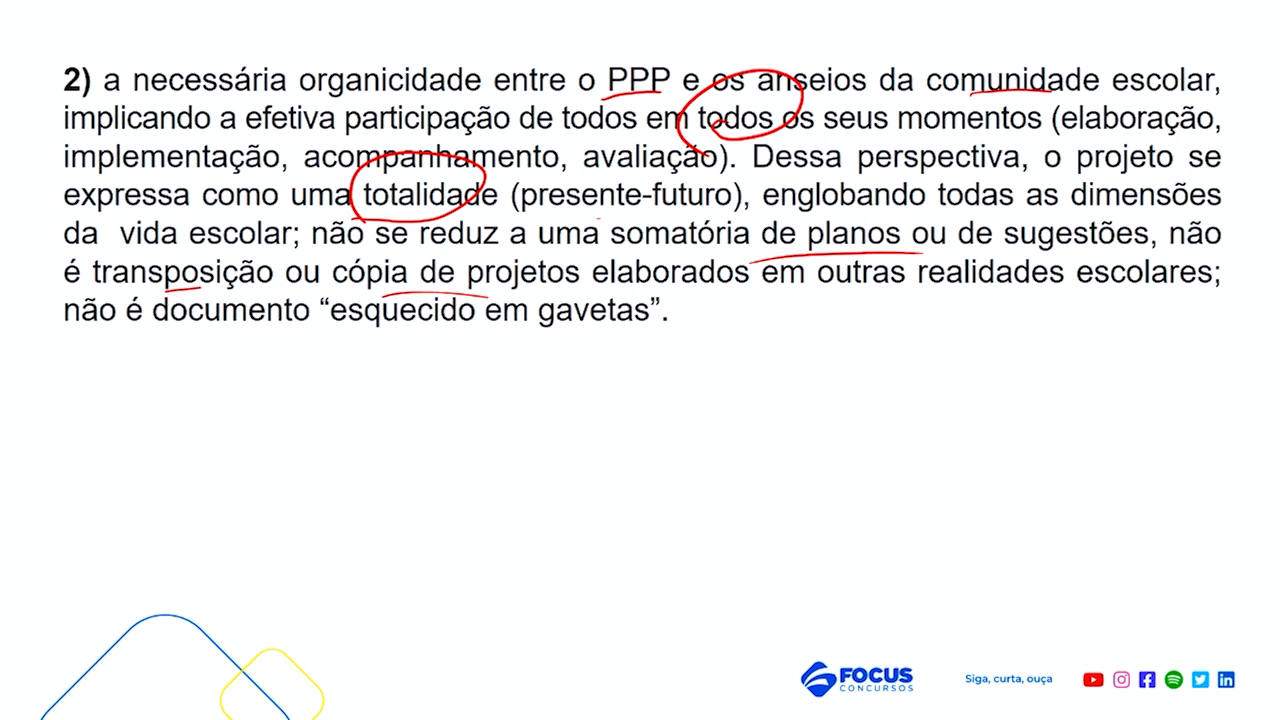 2) a necessária organicidade entre o PPP e os anseios da comunidade escolar,
implicando a efetiva participação de todos em todos os seus momentos (elaboração,
implementação, acompanhamento, avaliação). Dessa perspectiva, o projeto se
expressa como uma totalidade (presente-futuro), englobando todas as dimensões
da vida escolar; não se reduz a uma somatória de planos ou de sugestões, não
é transposição ou cópia de projetos elaborados em outras realidades escolares;
não é documento “esquecido em gavetas”.
FOCUS
CONCURSOS
Siga, curta, ouça